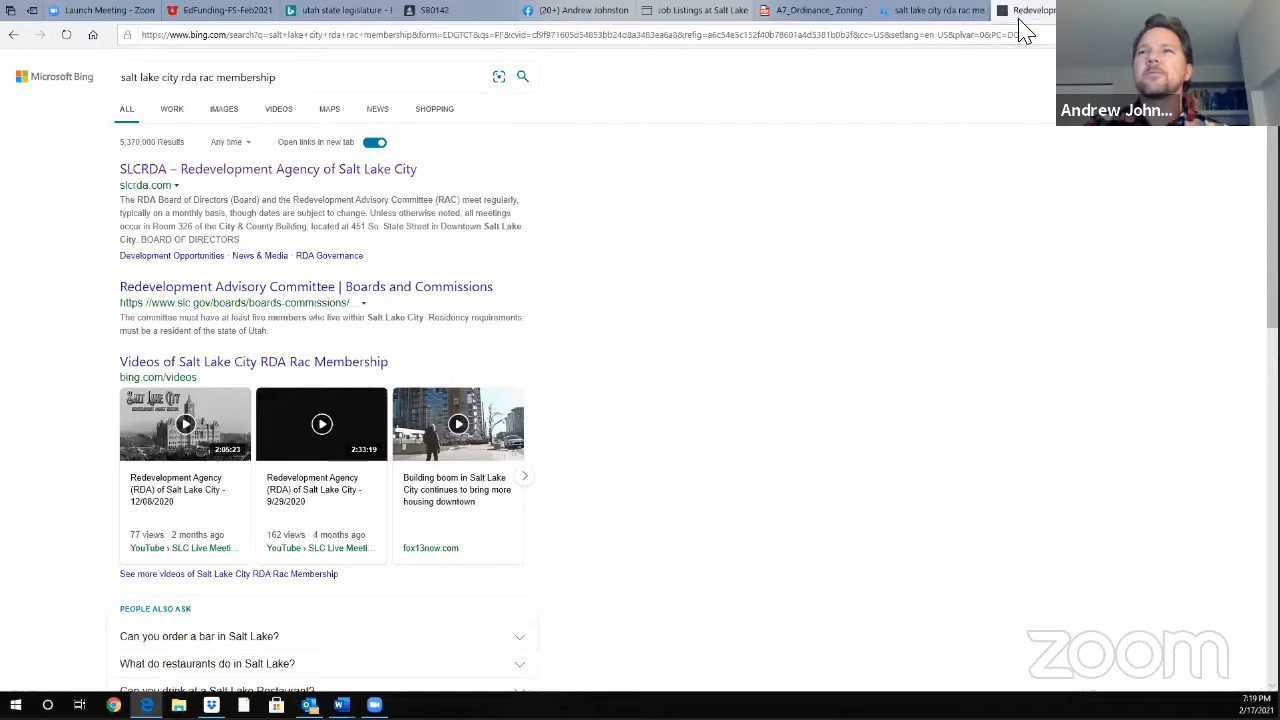 Launch Meeting - Zoom
EdFunding-FS-Feb2021
utah state legislature - B
SB0142
(20+) Andrew Johnston
Job Listings at Salt Lake
A7_Ordinance_ Zoning
salt lake city rda rac me
Redevelop
salt lake city rda rac membership
Microsoft Bing
Andrew John...
ALL WORK IMAGES VIDEOS MAPS NEWS SHOPPING
5,370,000 Results Any time Open links in new tab
SLCRDA – Redevelopment Agency of Salt Lake City
slcrda.com
The RDA Board of Directors (Board) and the Redevelopment Advisory Committee (RAC) meet regularly,
typically on a monthly basis, though dates are subject to change. Unless otherwise noted, all meetings
occur in Room 326 of the City & County Building, located at 451 So. State Street in Downtown Salt Lake
City. BOARD OF DIRECTORS
Development Opportunities · News & Media · RDA Governance
Redevelopment Advisory Committee | Boards and Commissions
https://www.slc.gov/boards/boards-commissions/...
The committee must have at least five members who live within Salt Lake City. Residency requirements:
must be a resident of the state of Utah.
Videos of Salt Lake City RDA Rac Membership
bing.com/videos
SALT LAKE CITY
2:05:23
2:33:19
Redevelopment Agency
(RDA) of Salt Lake City -
12/08/2020
77 views 2 months ago
YouTube › SLC Live Meeti...
Redevelopment Agency
(RDA) of Salt Lake City -
9/29/2020
162 views 4 months ago
YouTube › SLC Live Meeti...
Building boom in Salt Lake
City continues to bring more
housing downtown
fox13now.com
See more videos of Salt Lake City RDA Rac Membership
PEOPLE ALSO ASK
Can you order a bar in Salt Lake?
What do restaurants do in Salt Lake?
Can you drink at a Salt Lake Restaurant?
zoom
7:19 PM
2/17/2021